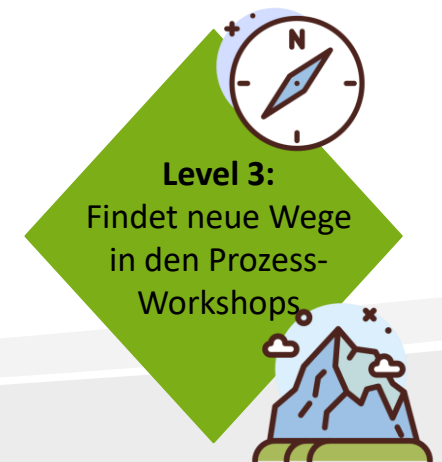 N
Level 3:
Findet neue Wege
in den Prozess-
Workshops